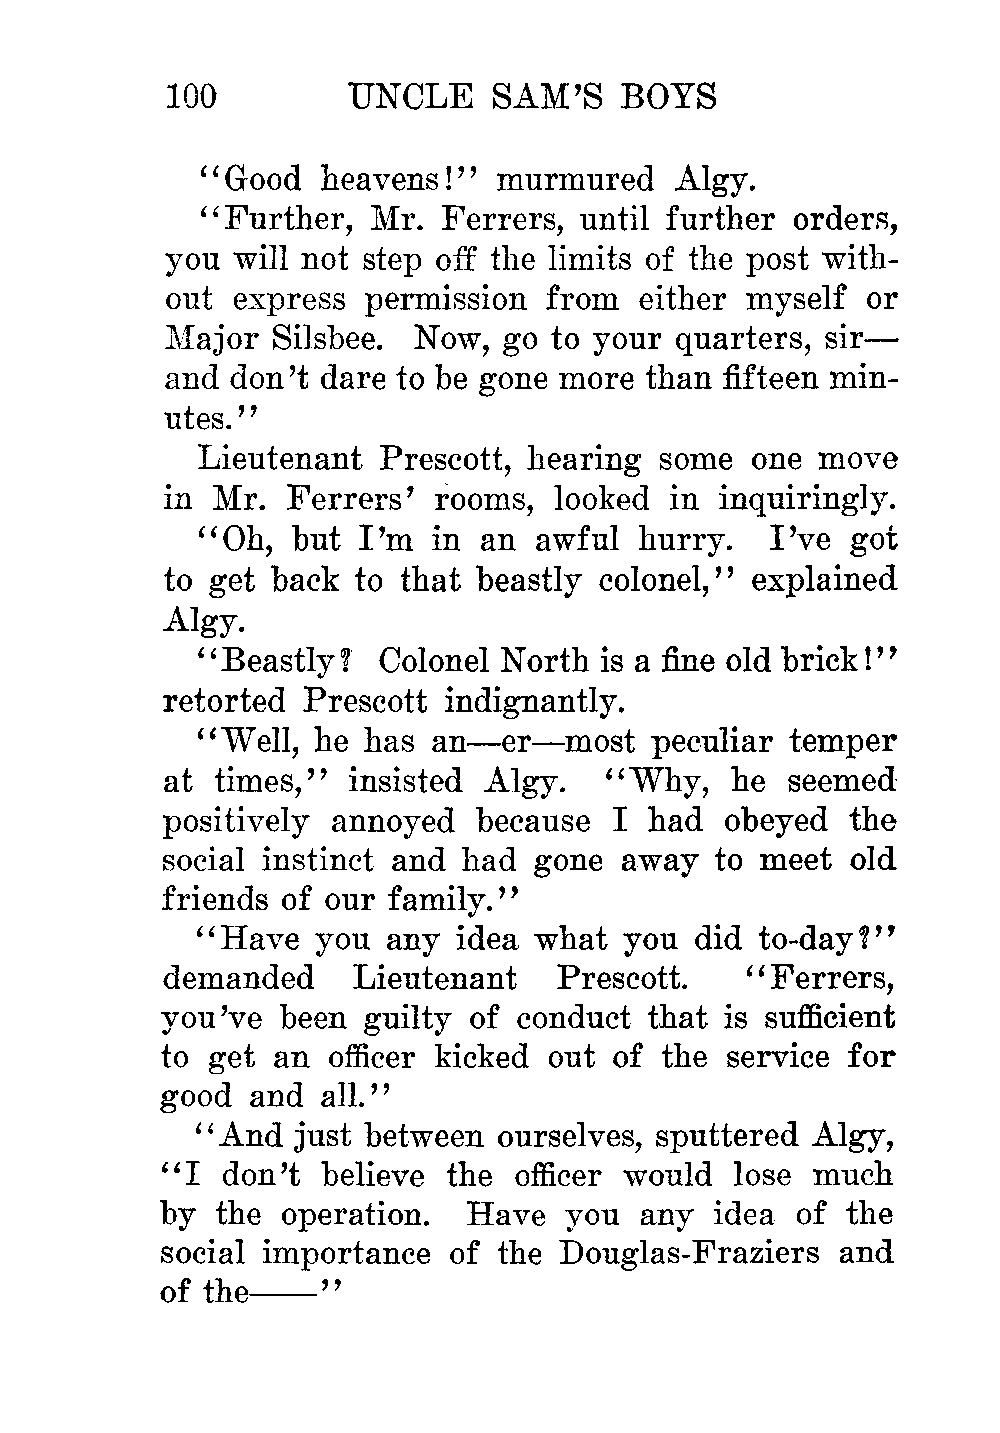 100 UNCLE SAM'S BOYS
"Good heavens!" murmured Algy.
"Further, Mr. Ferrers, until further orders,
you will not step off the limits of the post with-
out express permission from either myself or
Major Silsbee. Now, go to your quarters, sir—
and don't dare to be gone more than fifteen min-
utes."
Lieutenant Prescott, hearing some one move
in Mr. Ferrers' rooms, looked in inquiringly.
"Oh, but I'm in an awful hurry. I've got
to get back to that beastly colonel," explained
Algy.
"Beastly? Colonel North is a fine old brick!"
retorted Prescott indignantly.
"Well, he has an—er—most peculiar temper
at times," insisted Algy. "Why, he seemed
positively annoyed because I had obeyed the
social instinct and had gone away to meet old
friends of our family."
"Have you any idea what you did to-day?"
demanded Lieutenant Prescott. "Ferrers,
you've been guilty of conduct that is sufficient
to get an officer kicked out of the service for
good and all."
"And just between ourselves, sputtered Algy,
"I don't believe the officer would lose much
by the operation. Have you any idea of the
social importance of the Douglas-Fraziers and
of the——"